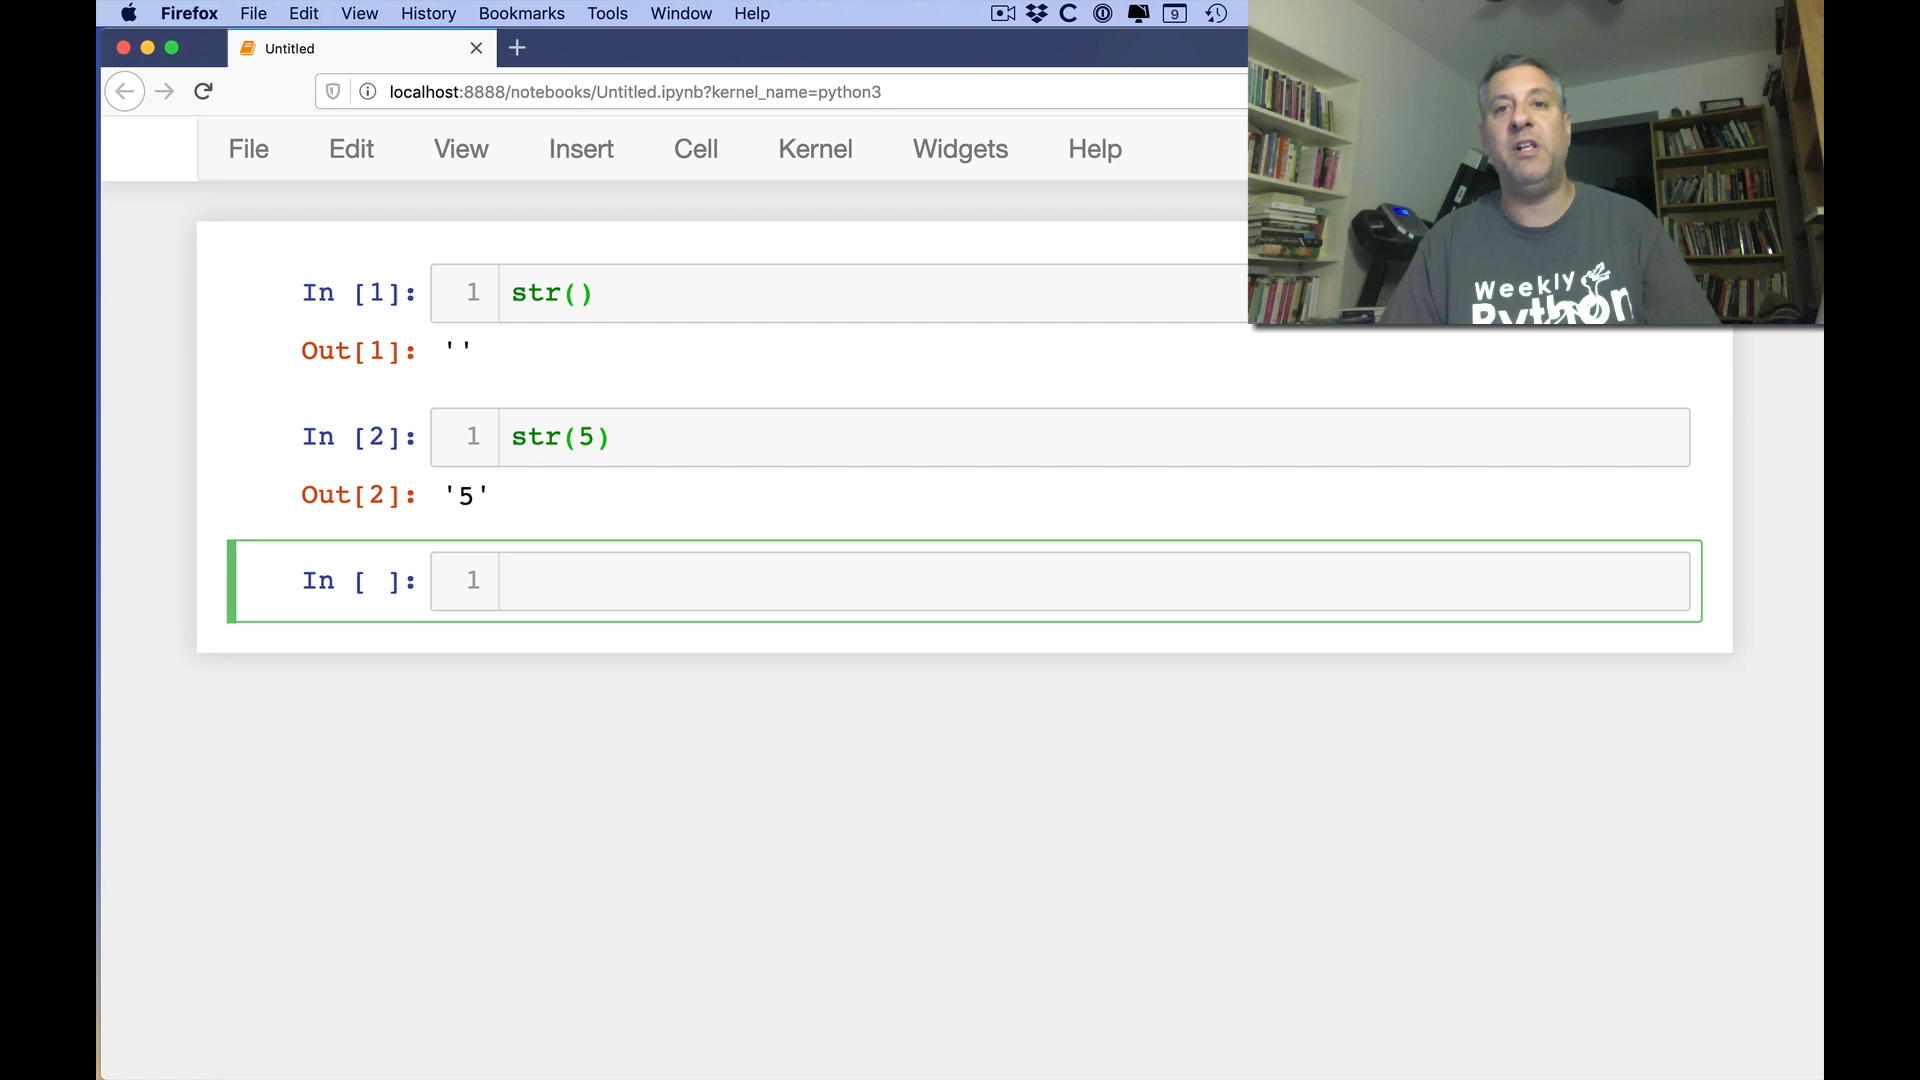 Firefox File Edit View History Bookmarks Tools Window Help 9
Untitled
localhost:8888/notebooks/Untitled.ipynb?kernel_name=python3
File Edit View Insert Cell Kernel Widgets Help
In [1]: 1 str()
Out[1]: ''
In [2]: 1 str(5)
Out[2]: '5'
In [ ]: 1
Weekly
Python